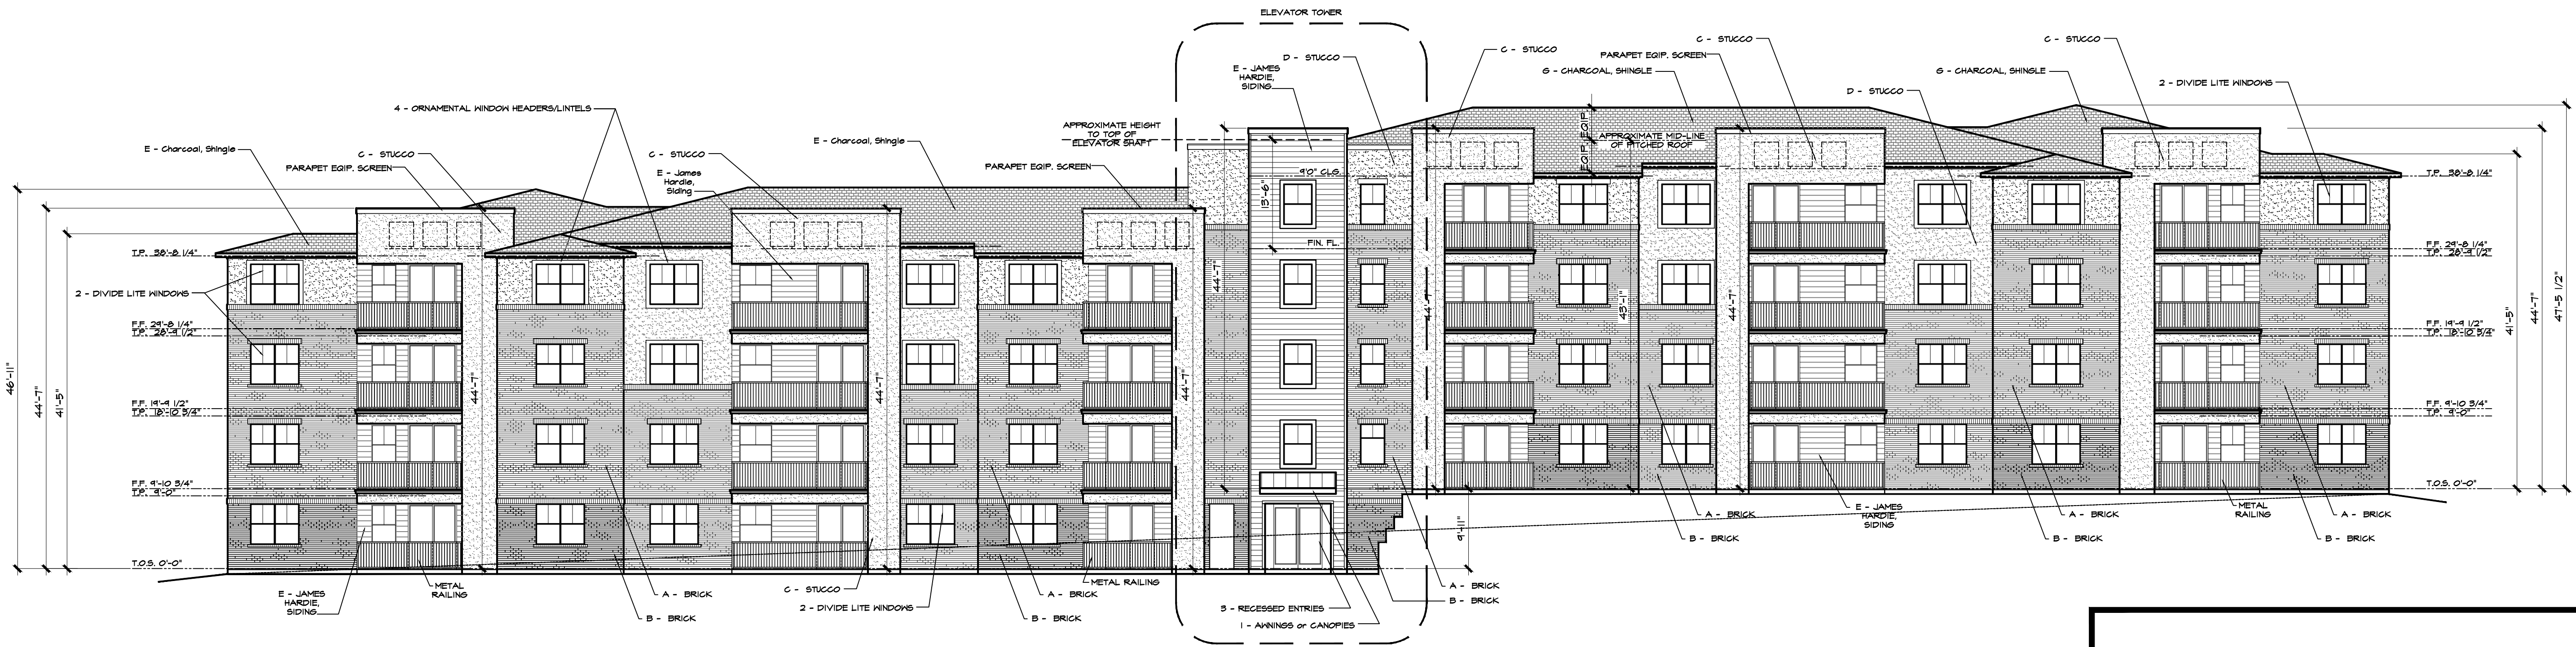 ELEVATOR TOWER
C - STUCCO
C - STUCCO
C - STUCCO
D - STUCCO
PARAPET EQIP. SCREEN
E - JAMES
HARDIE,
SIDING
G - CHARCOAL, SHINGLE
G - CHARCOAL, SHINGLE
2 - DIVIDE LITE WINDOWS
D - STUCCO
4 - ORNAMENTAL WINDOW HEADERS/LINTELS
APPROXIMATE HEIGHT
TO TOP OF
ELEVATOR SHAFT
EQIP.
EQIP.
APPROXIMATE MID-LINE
OF PITCHED ROOF
E - Charcoal, Shingle
E - Charcoal, Shingle
C - STUCCO
C - STUCCO
PARAPET EQIP. SCREEN
PARAPET EQIP. SCREEN
E - James
Hardie,
Siding
9'0" CLG.
13'-6"
FIN. FL.
T.P. 38'-8 1/4"
T.P. 38'-8 1/4"
2 - DIVIDE LITE WINDOWS
F.F. 29'-8 1/4"
T.P. 28'-9 1/2"
F.F. 29'-8 1/4"
T.P. 28'-9 1/2"
46'-11"
44'-7"
41'-5"
44'-7"
44'-7"
44'-7"
44'-7"
44'-7"
43'-1"
44'-7"
41'-5"
44'-7"
47'-5 1/2"
F.F. 19'-9 1/2"
T.P. 18'-10 3/4"
F.F. 19'-9 1/2"
T.P. 18'-10 3/4"
F.F. 9'-10 3/4"
T.P. 9'-0"
F.F. 9'-10 3/4"
T.P. 9'-0"
T.O.S. 0'-0"
T.O.S. 0'-0"
9'-11"
E - JAMES
HARDIE,
SIDING
METAL
RAILING
A - BRICK
B - BRICK
C - STUCCO
2 - DIVIDE LITE WINDOWS
A - BRICK
B - BRICK
METAL RAILING
3 - RECESSED ENTRIES
1 - AWNINGS or CANOPIES
A - BRICK
B - BRICK
A - BRICK
B - BRICK
E - JAMES
HARDIE,
SIDING
A - BRICK
B - BRICK
METAL
RAILING
A - BRICK
B - BRICK